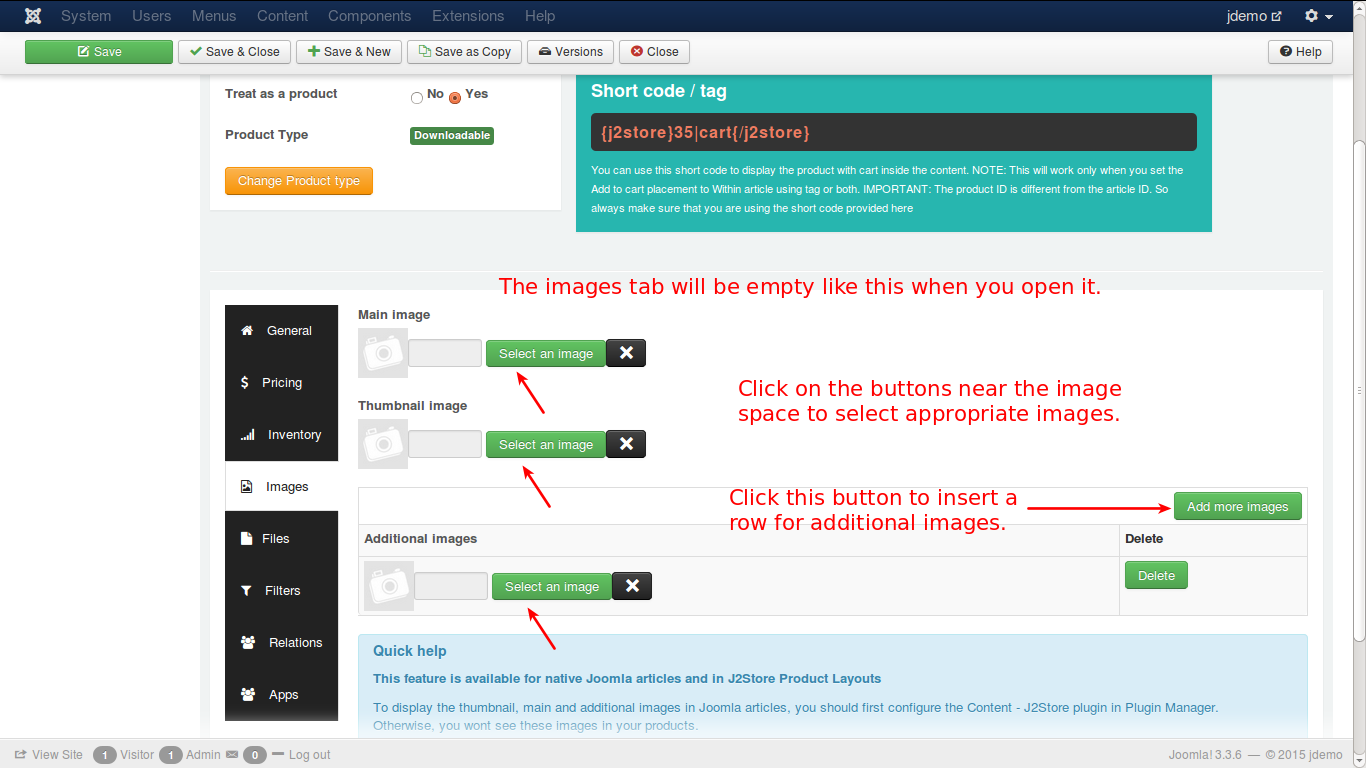 System Users Menus Content Components Extensions Help jdemo
Save Save & Close Save & New Save as Copy Versions Close Help
Treat as a product No Yes
Product Type Downloadable
Change Product type
Short code / tag
{j2store}35|cart{/j2store}
You can use this short code to display the product with cart inside the content. NOTE: This will work only when you set the
Add to cart placement to Within article using tag or both. IMPORTANT: The product ID is different from the article ID. So
always make sure that you are using the short code provided here
The images tab will be empty like this when you open it.
General
Pricing
Inventory
Images
Files
Filters
Relations
Apps
Main image
Select an image
Click on the buttons near the image
space to select appropriate images.
Thumbnail image
Select an image
Click this button to insert a
row for additional images.
Add more images
Additional images Delete
Select an image Delete
Quick help
This feature is available for native Joomla articles and in J2Store Product Layouts
To display the thumbnail, main and additional images in Joomla articles, you should first configure the Content - J2Store plugin in Plugin Manager.
Otherwise, you wont see these images in your products.
View Site 1 Visitor 1 Admin 0 Log out Joomla! 3.3.6 — © 2015 jdemo